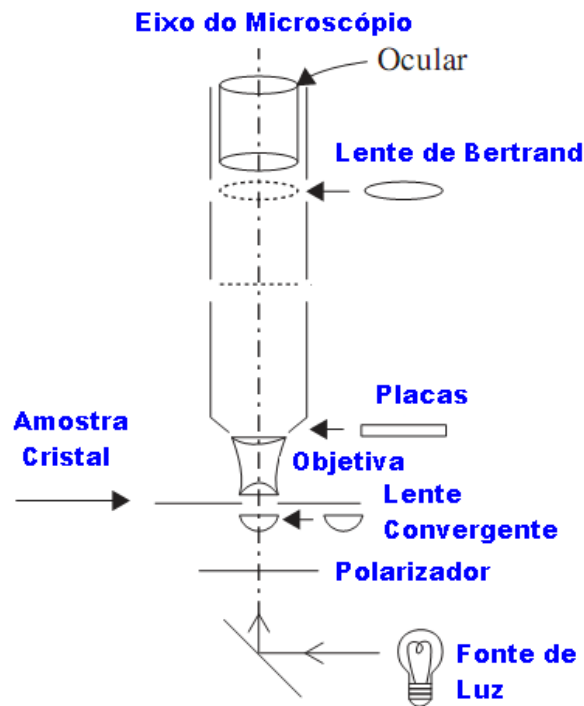 Eixo do Microscópio
Ocular
Lente de Bertrand
Placas
Amostra
Cristal
Objetiva
Lente
Convergente
Polarizador
Fonte de
Luz